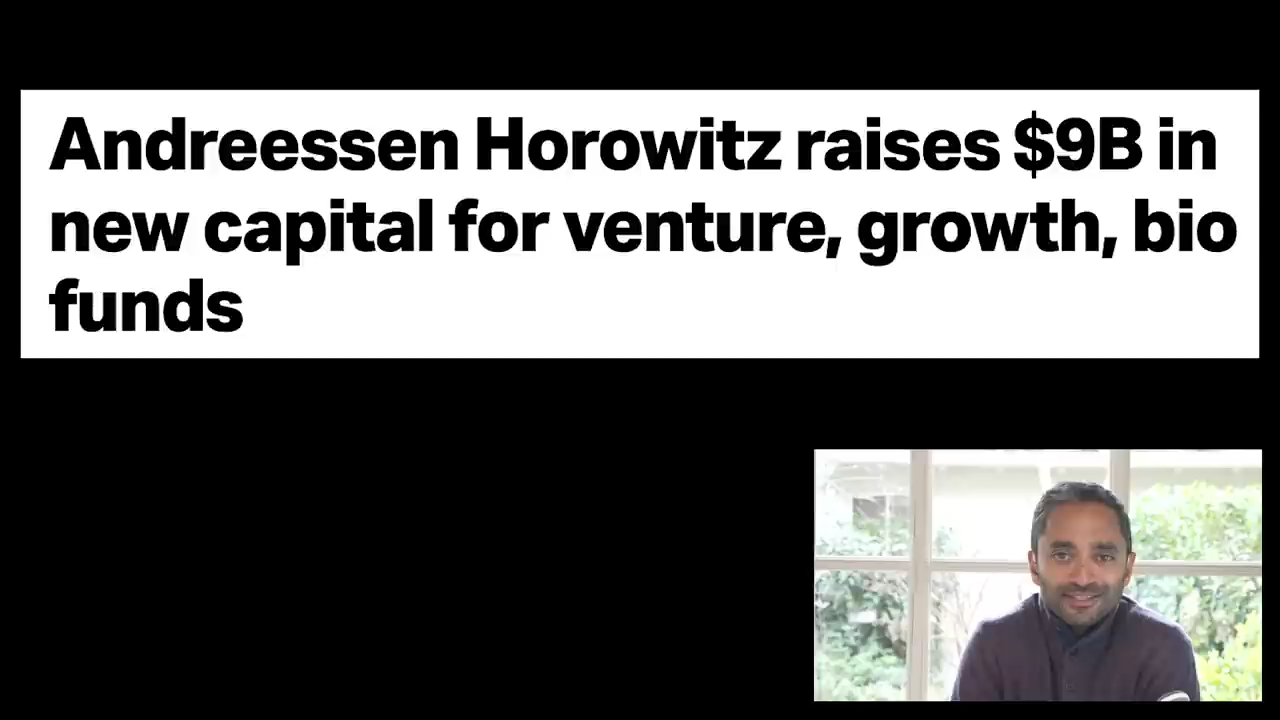 Andreessen Horowitz raises $9B in
new capital for venture, growth, bio
funds